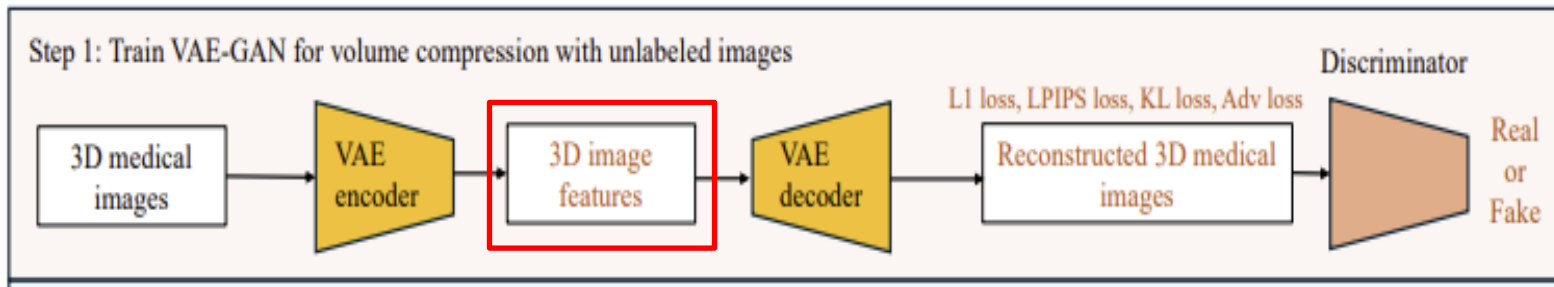 Step 1: Train VAE-GAN for volume compression with unlabeled images
Discriminator
L1 loss, LPIPS loss, KL loss, Adv loss
3D medical
images
VAE
encoder
3D image
features
VAE
decoder
Reconstructed 3D medical
images
Real
or
Fake